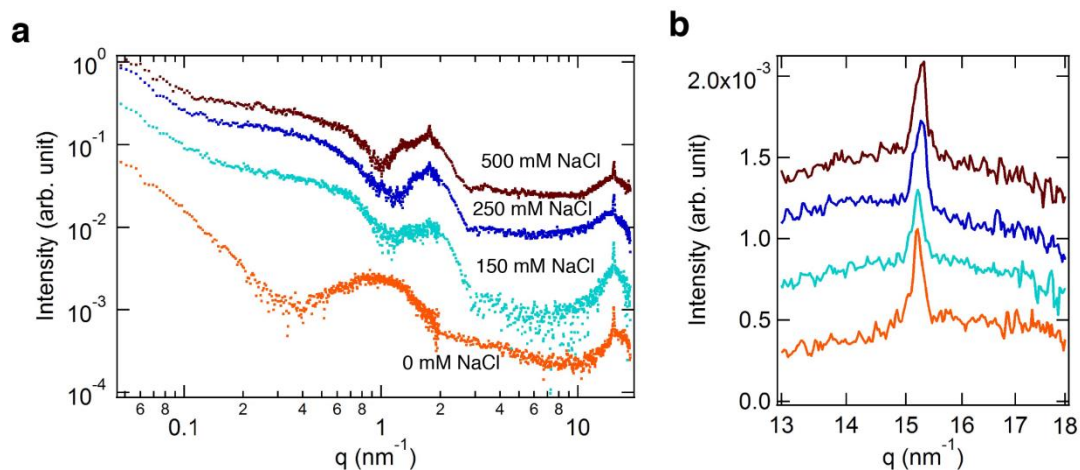 a
Intensity (arb. unit)
10^0
10^-1
10^-2
10^-3
10^-4
500 mM NaCl
250 mM NaCl
150 mM NaCl
0 mM NaCl
6 8 2 4 6 8 2 4 6 8
0.1 1 10
q (nm^-1)
b
Intensity (arb. unit)
2.0x10^-3
1.5
1.0
0.5
0.0
13 14 15 16 17 18
q (nm^-1)